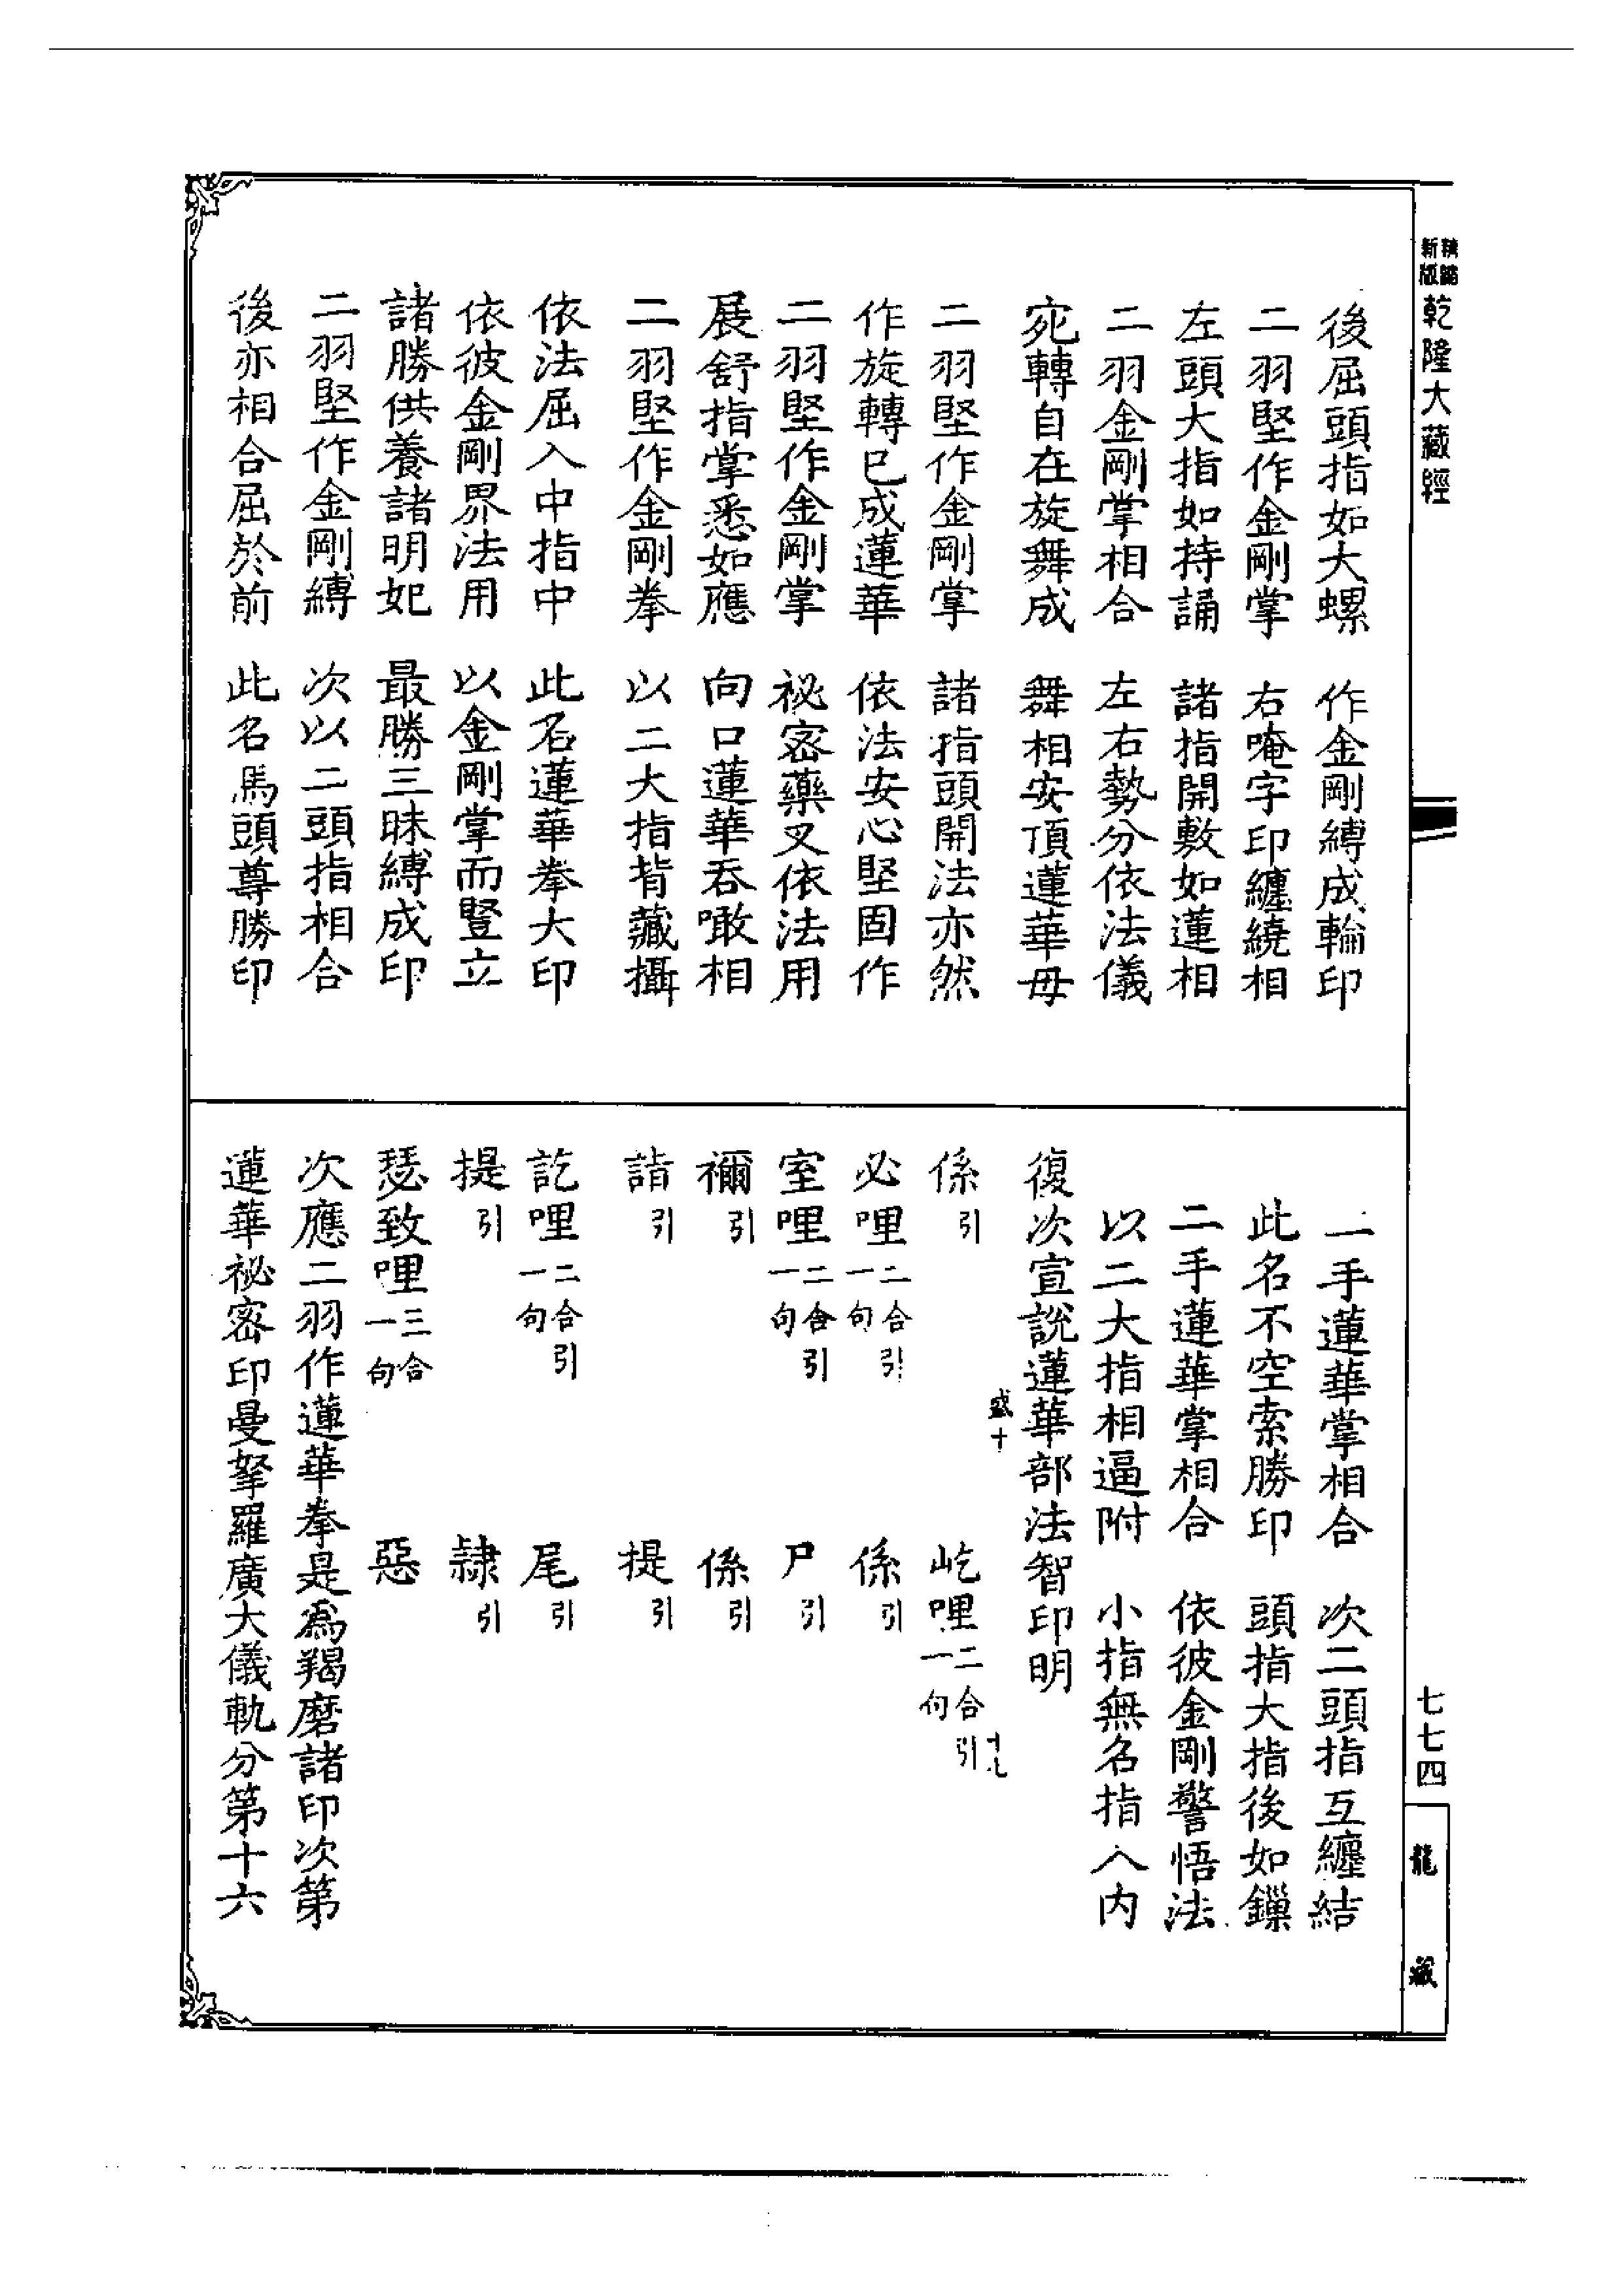 精縮新版 乾隆大藏經
後屈頭指如大螺 作金剛縛成輪印
二羽堅作金剛掌 右唵字印纏繞相
左頭大指如持誦 諸指開敷如蓮相
二羽金剛掌相合 左右勢分依法儀
宛轉自在旋舞成 舞相安頂蓮華母
二羽堅作金剛掌 諸指頭開法亦然
作旋轉已成蓮華 依法安心堅固作
二羽堅作金剛掌 祕密藥叉依法用
展舒指掌悉如應 向口蓮華吞噉相
二羽堅作金剛拳 以二大指背藏攝
依法屈入中指中 此名蓮華拳大印
依彼金剛界法用 以金剛掌而豎立
諸勝供養諸明妃 最勝三昧縛成印
二羽堅作金剛縛 次以二頭指相合
後亦相合屈於前 此名馬頭尊勝印
一手蓮華掌相合 次二頭指互纏結
此名不空索勝印 頭指大指後如鏁
二手蓮華掌相合 依彼金剛警悟法
以二大指相逼附 小指無名指入內
復次宣說蓮華部法智印明
盛十 十九
係引 屹哩二合引一句
必哩二合引一句 係引
室哩二合引一句 尸引
禰引 係引
詣引 提引
訖哩二合引一句 尾引
提引 隷引
瑟致哩三合一句 惡
次應二羽作蓮華拳是爲羯磨諸印次第
蓮華祕密印曼拏羅廣大儀軌分第十六
七七四
龍藏